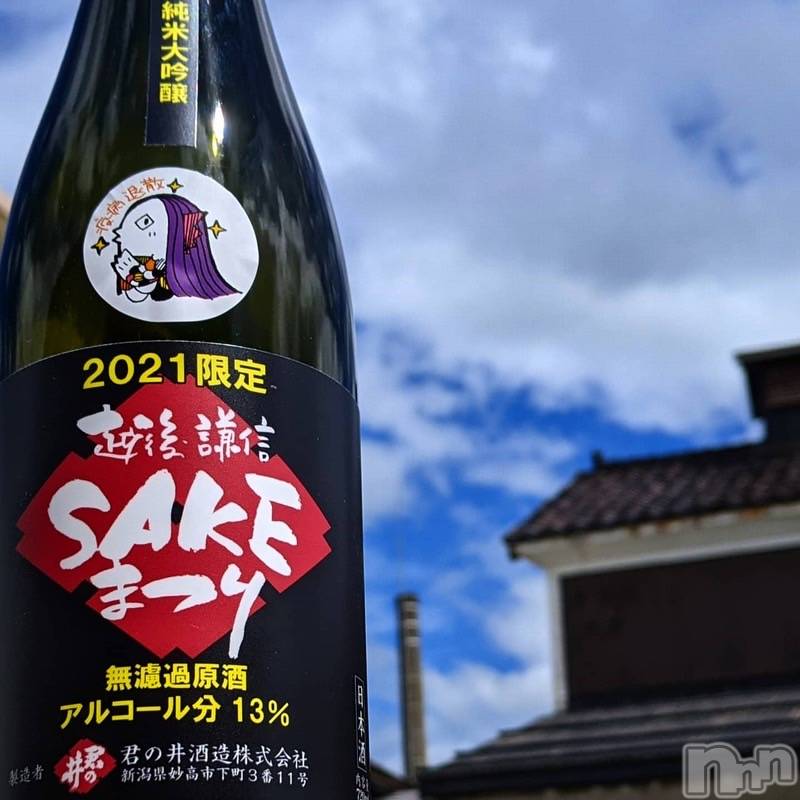 純米大吟醸
疫病退散
2021限定
越後謙信
SAKE
まつり
無濾過原酒
アルコール分 13%
日本酒
製造者
君の井
君の井酒造株式会社
新潟県妙高市下町3番11号
nnn